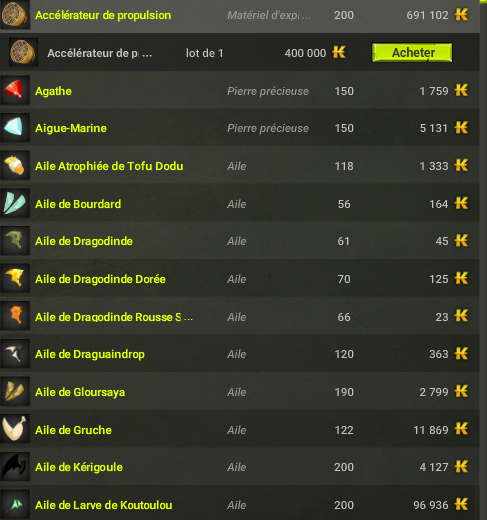 Accélérateur de propulsion Matériel d'expl ... 200 691 102
Accélérateur de p ... lot de 1 400 000 Acheter
Agathe Pierre précieuse 150 1 759
Aigue-Marine Pierre précieuse 150 5 131
Aile Atrophiée de Tofu Dodu Aile 118 1 333
Aile de Bourdard Aile 56 164
Aile de Dragodinde Aile 61 45
Aile de Dragodinde Dorée Aile 70 125
Aile de Dragodinde Rousse S ... Aile 66 23
Aile de Draguaindrop Aile 120 363
Aile de Gloursaya Aile 190 2 799
Aile de Gruche Aile 122 11 869
Aile de Kérigoule Aile 200 4 127
Aile de Larve de Koutoulou Aile 200 96 936